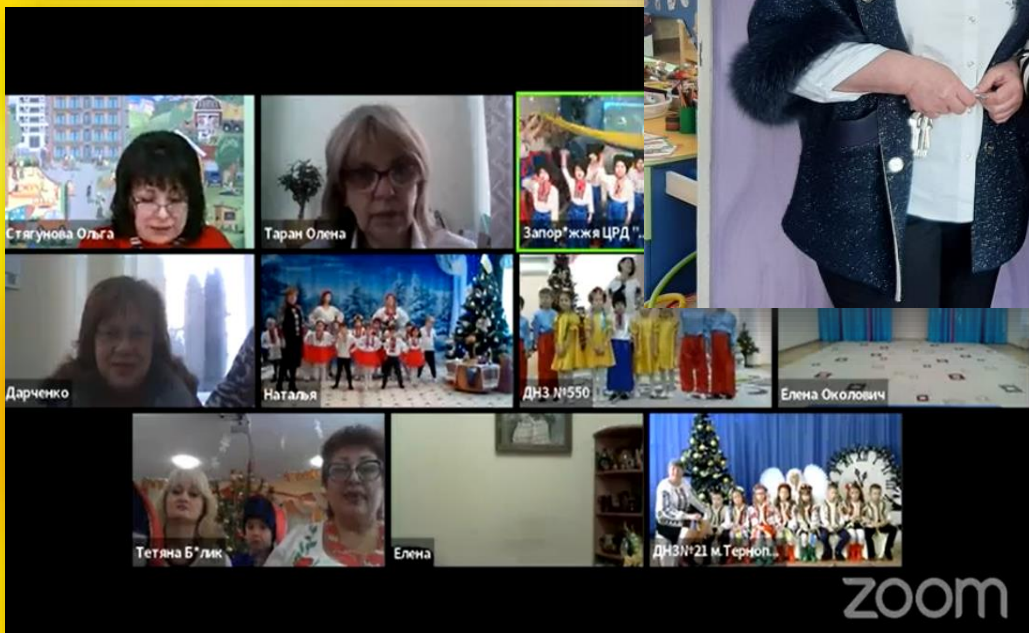 Стягунова Ольга
Таран Олена
Запор*жжя ЦРД "..
Дарченко
Наталья
ДНЗ №550
Елена Околович
Тетяна Б*лик
Елена
ДНЗ№21 м.Терноп...
zoom